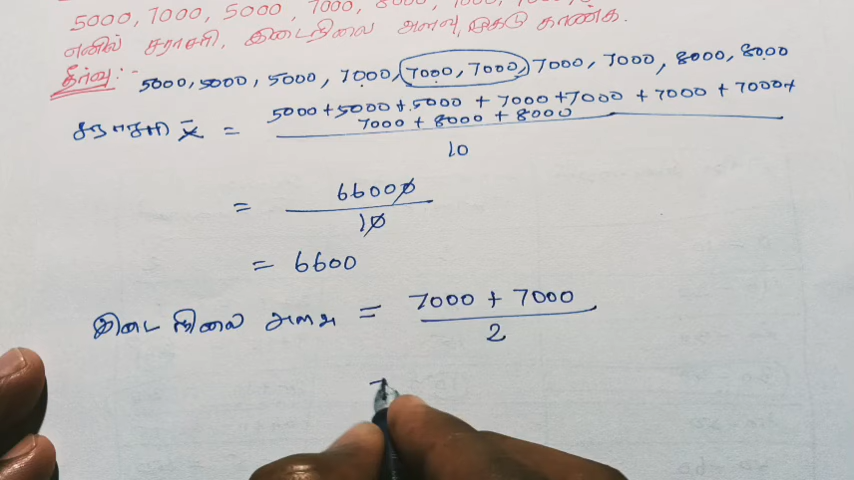 5000, 7000, 5000, 7000, 8000,
எனில் சராசரி, இடைநிலை அளவு, முகடு காண்க.
தீர்வு:-
5000, 5000, 5000, 7000, 7000, 7000, 7000, 7000, 8000, 8000
5000+5000+5000 + 7000 +7000 + 7000 + 7000+
சராசரி x̄ = 7000 + 8000 + 8000
10
= 66000
10
= 6600
இடை நிலை அளவு = 7000 + 7000
2